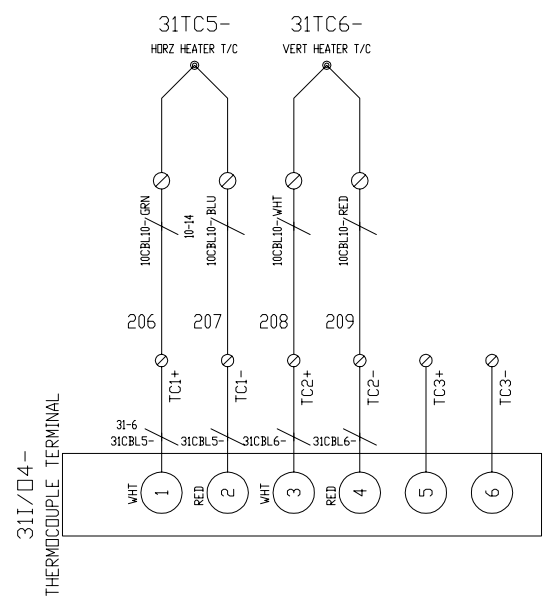 31TC5-
31TC6-
HORZ HEATER T/C
VERT HEATER T/C
10CBL10-/GRN
10-14
10CBL10-/BLU
10CBL10-/WHT
10CBL10-/RED
206
207
208
209
TC1+
TC1-
TC2+
TC2-
TC3+
TC3-
31-6
31CBL5-
31CBL5-
31CBL6-
31CBL6-
31I/O4-
THERMOCOUPLE TERMINAL
WHT
1
RED
2
WHT
3
RED
4
5
6